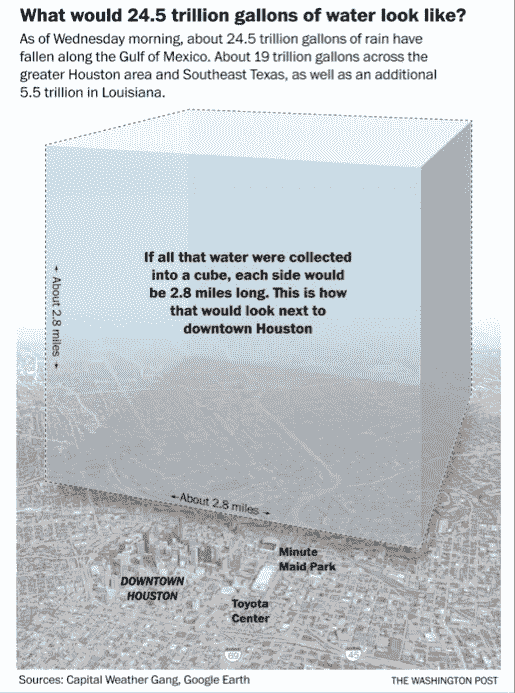 What would 24.5 trillion gallons of water look like?
As of Wednesday morning, about 24.5 trillion gallons of rain have
fallen along the Gulf of Mexico. About 19 trillion gallons across the
greater Houston area and Southeast Texas, as well as an additional
5.5 trillion in Louisiana.
If all that water were collected
into a cube, each side would
be 2.8 miles long. This is how
that would look next to
downtown Houston
About 2.8 miles
About 2.8 miles
Minute
Maid Park
DOWNTOWN
HOUSTON
Toyota
Center
69
45
Sources: Capital Weather Gang, Google Earth
THE WASHINGTON POST